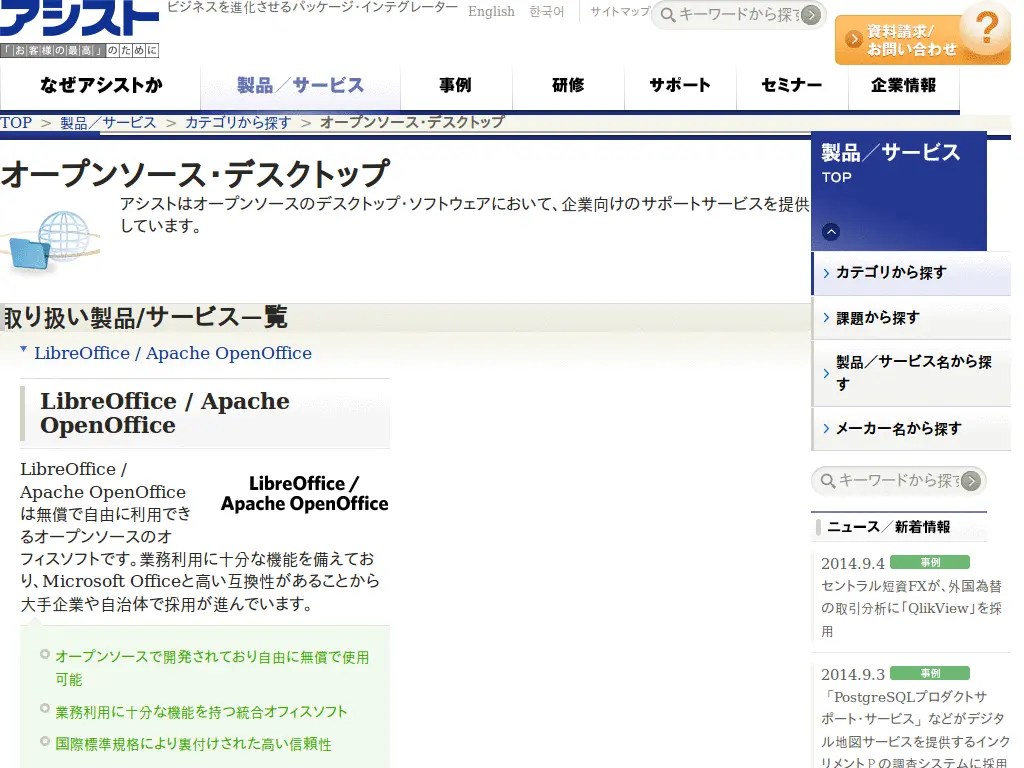 アシスト
「お客様の最高」のために
ビジネスを進化させるパッケージ・インテグレーター
English 한국어 サイトマップ
キーワードから探す
資料請求/
お問い合わせ
?
なぜアシストか 製品／サービス 事例 研修 サポート セミナー 企業情報
TOP > 製品／サービス > カテゴリから探す > オープンソース・デスクトップ
オープンソース・デスクトップ
アシストはオープンソースのデスクトップ・ソフトウェアにおいて、企業向けのサポートサービスを提供
しています。
取り扱い製品/サービス一覧
LibreOffice / Apache OpenOffice
LibreOffice / Apache
OpenOffice
LibreOffice /
Apache OpenOffice
は無償で自由に利用でき
るオープンソースのオ
フィスソフトです。業務利用に十分な機能を備えてお
り、Microsoft Officeと高い互換性があることから
大手企業や自治体で採用が進んでいます。
LibreOffice /
Apache OpenOffice
オープンソースで開発されており自由に無償で使用
可能
業務利用に十分な機能を持つ統合オフィスソフト
国際標準規格により裏付けされた高い信頼性
製品／サービス
TOP
カテゴリから探す
課題から探す
製品／サービス名から探
す
メーカー名から探す
キーワードから探す
ニュース／新着情報
2014.9.4 事例
セントラル短資FXが、外国為替
の取引分析に「QlikView」を採
用
2014.9.3 事例
「PostgreSQLプロダクトサ
ポート・サービス」などがデジタ
ル地図サービスを提供するインク
リメントＰの調査システムに採用